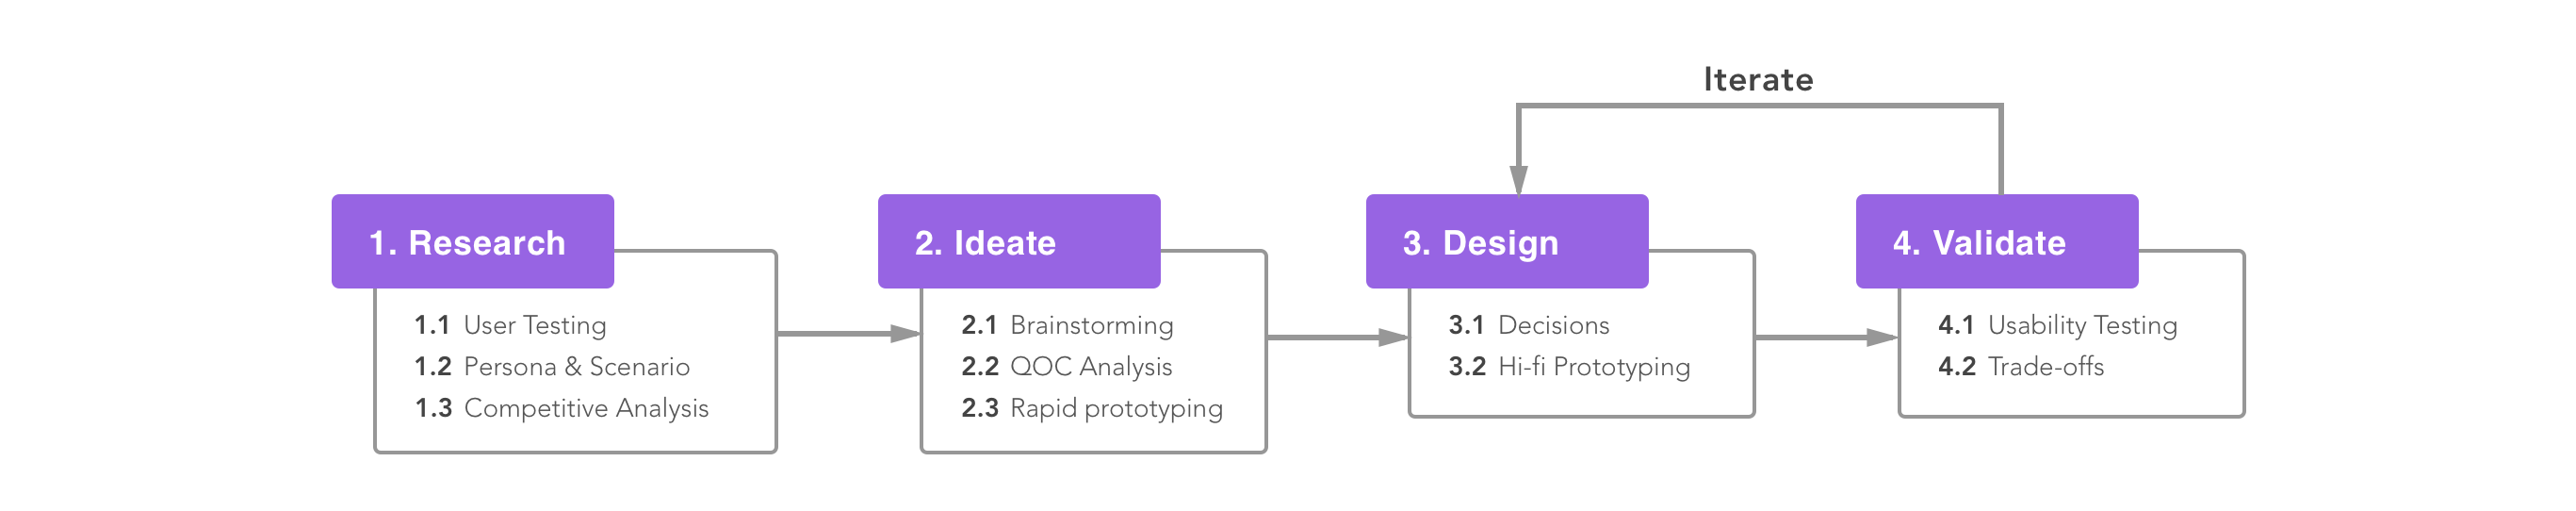 Iterate
1. Research
1.1 User Testing
1.2 Persona & Scenario
1.3 Competitive Analysis
2. Ideate
2.1 Brainstorming
2.2 QOC Analysis
2.3 Rapid prototyping
3. Design
3.1 Decisions
3.2 Hi-fi Prototyping
4. Validate
4.1 Usability Testing
4.2 Trade-offs